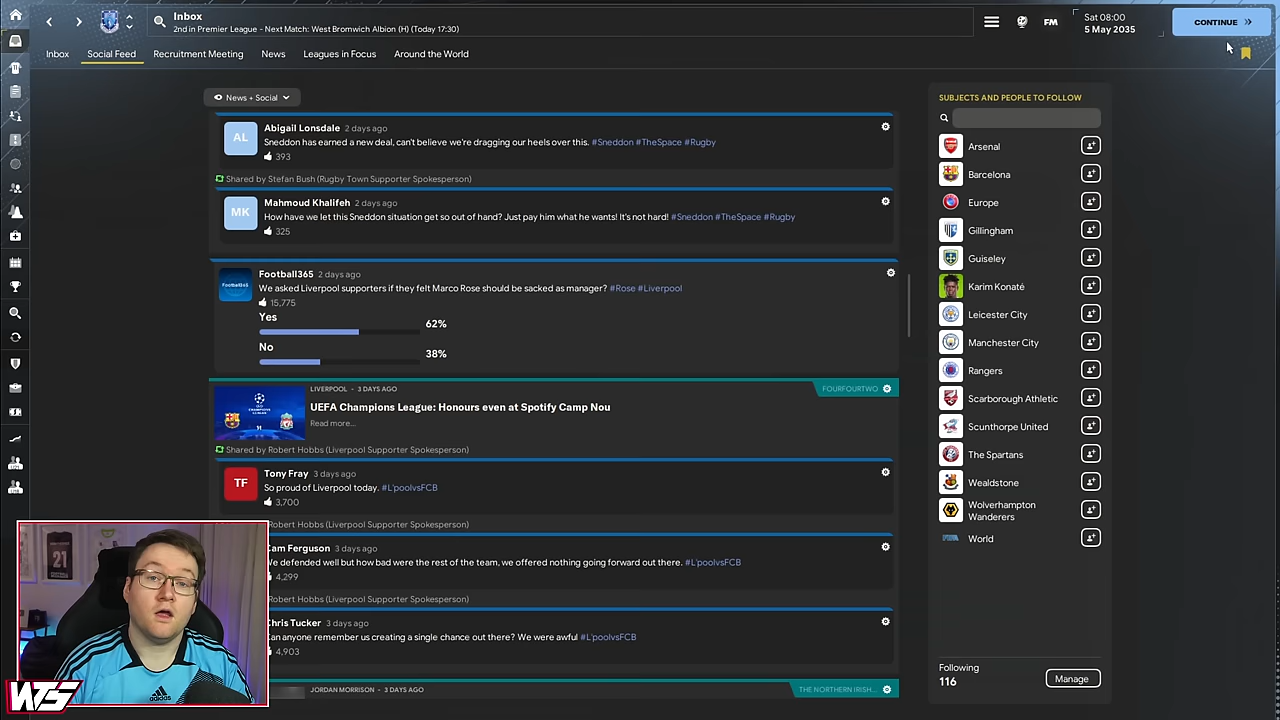 Inbox
2nd in Premier League - Next Match: West Bromwich Albion (H) (Today 17:30)
FM
Sat 08:00
5 May 2035
CONTINUE
Inbox
Social Feed
Recruitment Meeting
News
Leagues in Focus
Around the World
News + Social
AL
Abigail Lonsdale 2 days ago
Sneddon has earned a new deal, can't believe we're dragging our heels over this. #Sneddon #TheSpace #Rugby
393
Shared by Stefan Bush (Rugby Town Supporter Spokesperson)
MK
Mahmoud Khalifeh 2 days ago
How have we let this Sneddon situation get so out of hand? Just pay him what he wants! It's not hard! #Sneddon #TheSpace #Rugby
325
Football365
Football365 2 days ago
We asked Liverpool supporters if they felt Marco Rose should be sacked as manager? #Rose #Liverpool
15,775
Yes
62%
No
38%
LIVERPOOL - 3 DAYS AGO
FOURFOURTWO
UEFA Champions League: Honours even at Spotify Camp Nou
Read more...
Shared by Robert Hobbs (Liverpool Supporter Spokesperson)
TF
Tony Fray 3 days ago
So proud of Liverpool today. #L'poolvsFCB
3,700
Robert Hobbs (Liverpool Supporter Spokesperson)
Cam Ferguson 3 days ago
We defended well but how bad were the rest of the team, we offered nothing going forward out there. #L'poolvsFCB
4,299
Robert Hobbs (Liverpool Supporter Spokesperson)
Chris Tucker 3 days ago
Can anyone remember us creating a single chance out there? We were awful #L'poolvsFCB
4,903
JORDAN MORRISON - 3 DAYS AGO
THE NORTHERN IRISH...
SUBJECTS AND PEOPLE TO FOLLOW
Arsenal
Barcelona
Europe
Gillingham
Guiseley
Karim Konaté
Leicester City
Manchester City
Rangers
Scarborough Athletic
Scunthorpe United
The Spartans
Wealdstone
Wolverhampton
Wanderers
World
Following
116
Manage
21
adidas
WTS